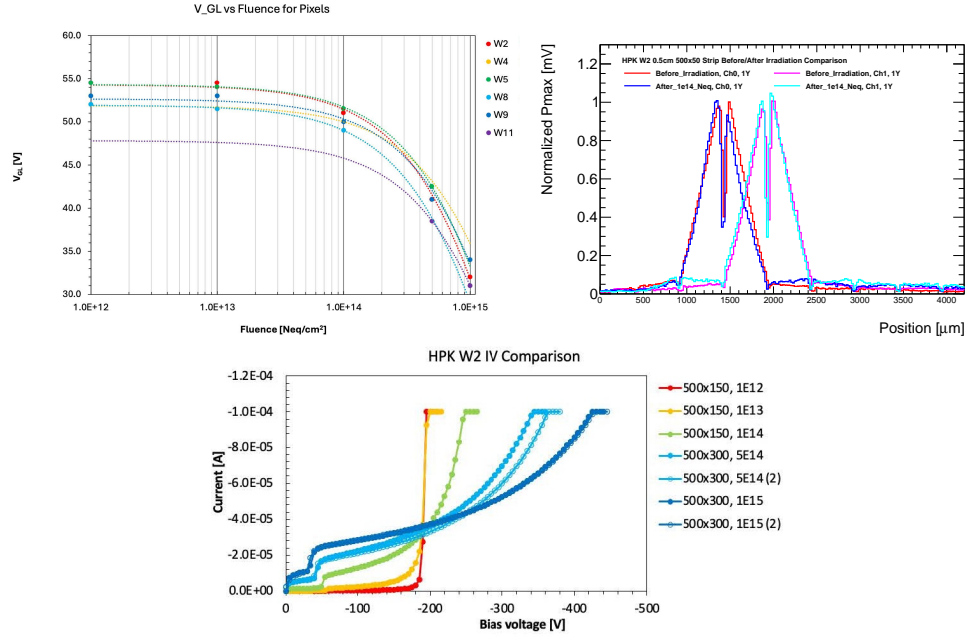 V_GL vs Fluence for Pixels
60.0
55.0
50.0
45.0
40.0
35.0
30.0
V_GL [V]
1.0E+12
1.0E+13
1.0E+14
1.0E+15
Fluence [Neq/cm²]
W2
W4
W5
W8
W9
W11
HPK W2 0.5cm 500x50 Strip Before/After Irradiation Comparison
Before_Irradiation, Ch0, 1Y
Before_Irradiation, Ch1, 1Y
After_1e14_Neq, Ch0, 1Y
After_1e14_Neq, Ch1, 1Y
Normalized Pmax [mV]
1.2
1
0.8
0.6
0.4
0.2
0
0
500
1000
1500
2000
2500
3000
3500
4000
Position [μm]
HPK W2 IV Comparison
-1.2E-04
-1.0E-04
-8.0E-05
-6.0E-05
-4.0E-05
-2.0E-05
0.0E+00
Current [A]
0
-100
-200
-300
-400
-500
Bias voltage [V]
500x150, 1E12
500x150, 1E13
500x150, 1E14
500x300, 5E14
500x300, 5E14 (2)
500x300, 1E15
500x300, 1E15 (2)